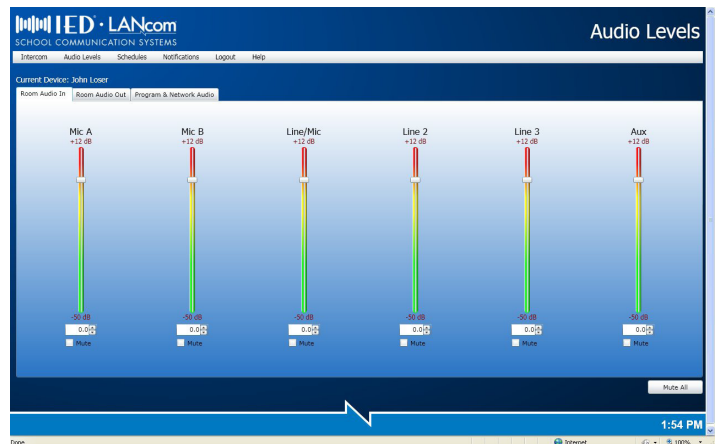 IED · LANcom
SCHOOL COMMUNICATION SYSTEMS
Audio Levels
Intercom Audio Levels Schedules Notifications Logout Help
Current Device: John Loser
Room Audio In Room Audio Out Program & Network Audio
Mic A Mic B Line/Mic Line 2 Line 3 Aux
+12 dB +12 dB +12 dB +12 dB +12 dB +12 dB
-50 dB -50 dB -50 dB -50 dB -50 dB -50 dB
0.0 0.0 0.0 0.0 0.0 0.0
Mute Mute Mute Mute Mute Mute
Mute All
1:54 PM
Done Internet 100%